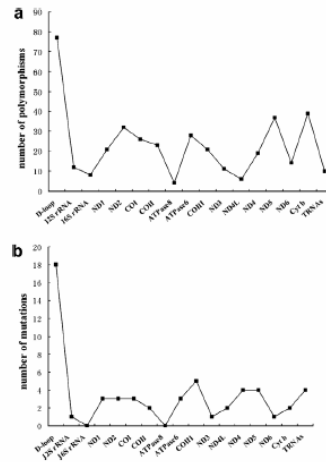 a
number of polymorphisms
90
80
70
60
50
40
30
20
10
0
D-loop
12S rRNA
16S rRNA
ND1
ND2
COI
COII
ATPase8
ATPase6
COIII
ND3
ND4L
ND4
ND5
ND6
Cyt b
TRNAs
b
number of mutations
20
18
16
14
12
10
8
6
4
2
0
D-loop
12S rRNA
16S rRNA
ND1
ND2
COI
COII
ATPase8
ATPase6
COIII
ND3
ND4L
ND4
ND5
ND6
Cyt b
TRNAs